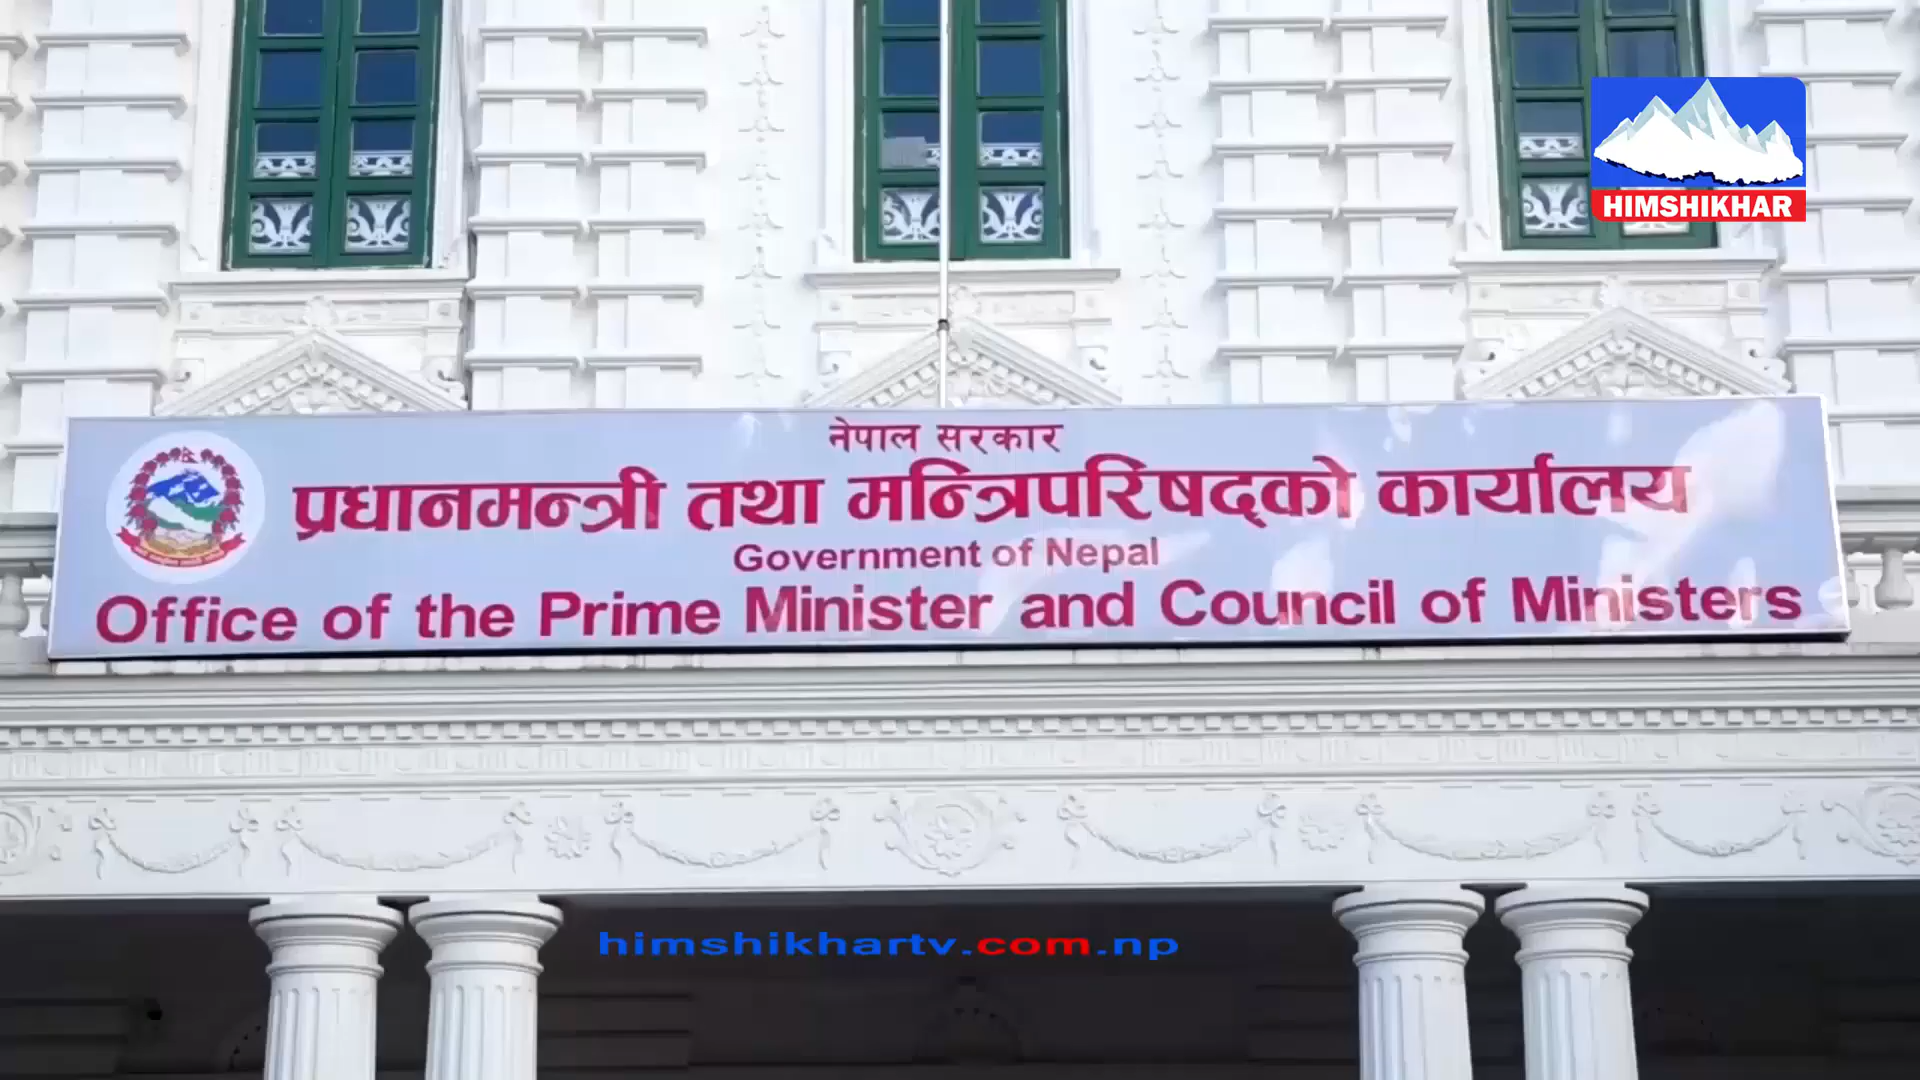 HIMSHIKHAR
नेपाल सरकार
प्रधानमन्त्री तथा मन्त्रिपरिषद्को कार्यालय
Government of Nepal
Office of the Prime Minister and Council of Ministers
himshikhartv.com.np